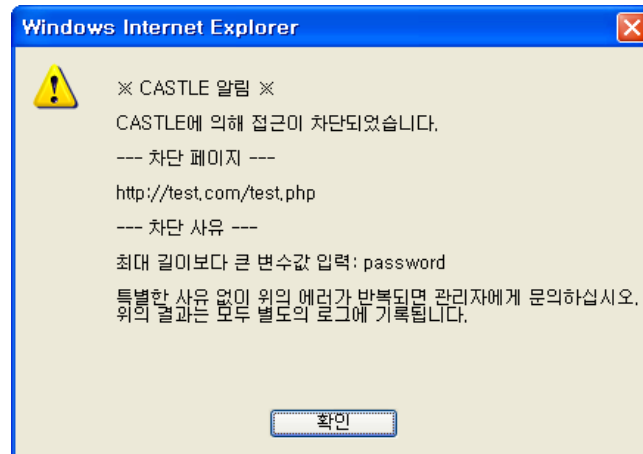 Windows Internet Explorer
※ CASTLE 알림 ※
CASTLE에 의해 접근이 차단되었습니다.
--- 차단 페이지 ---
http://test.com/test.php
--- 차단 사유 ---
최대 길이보다 큰 변수값 입력: password
특별한 사유 없이 위의 에러가 반복되면 관리자에게 문의하십시오.
위의 결과는 모두 별도의 로그에 기록됩니다.
확인